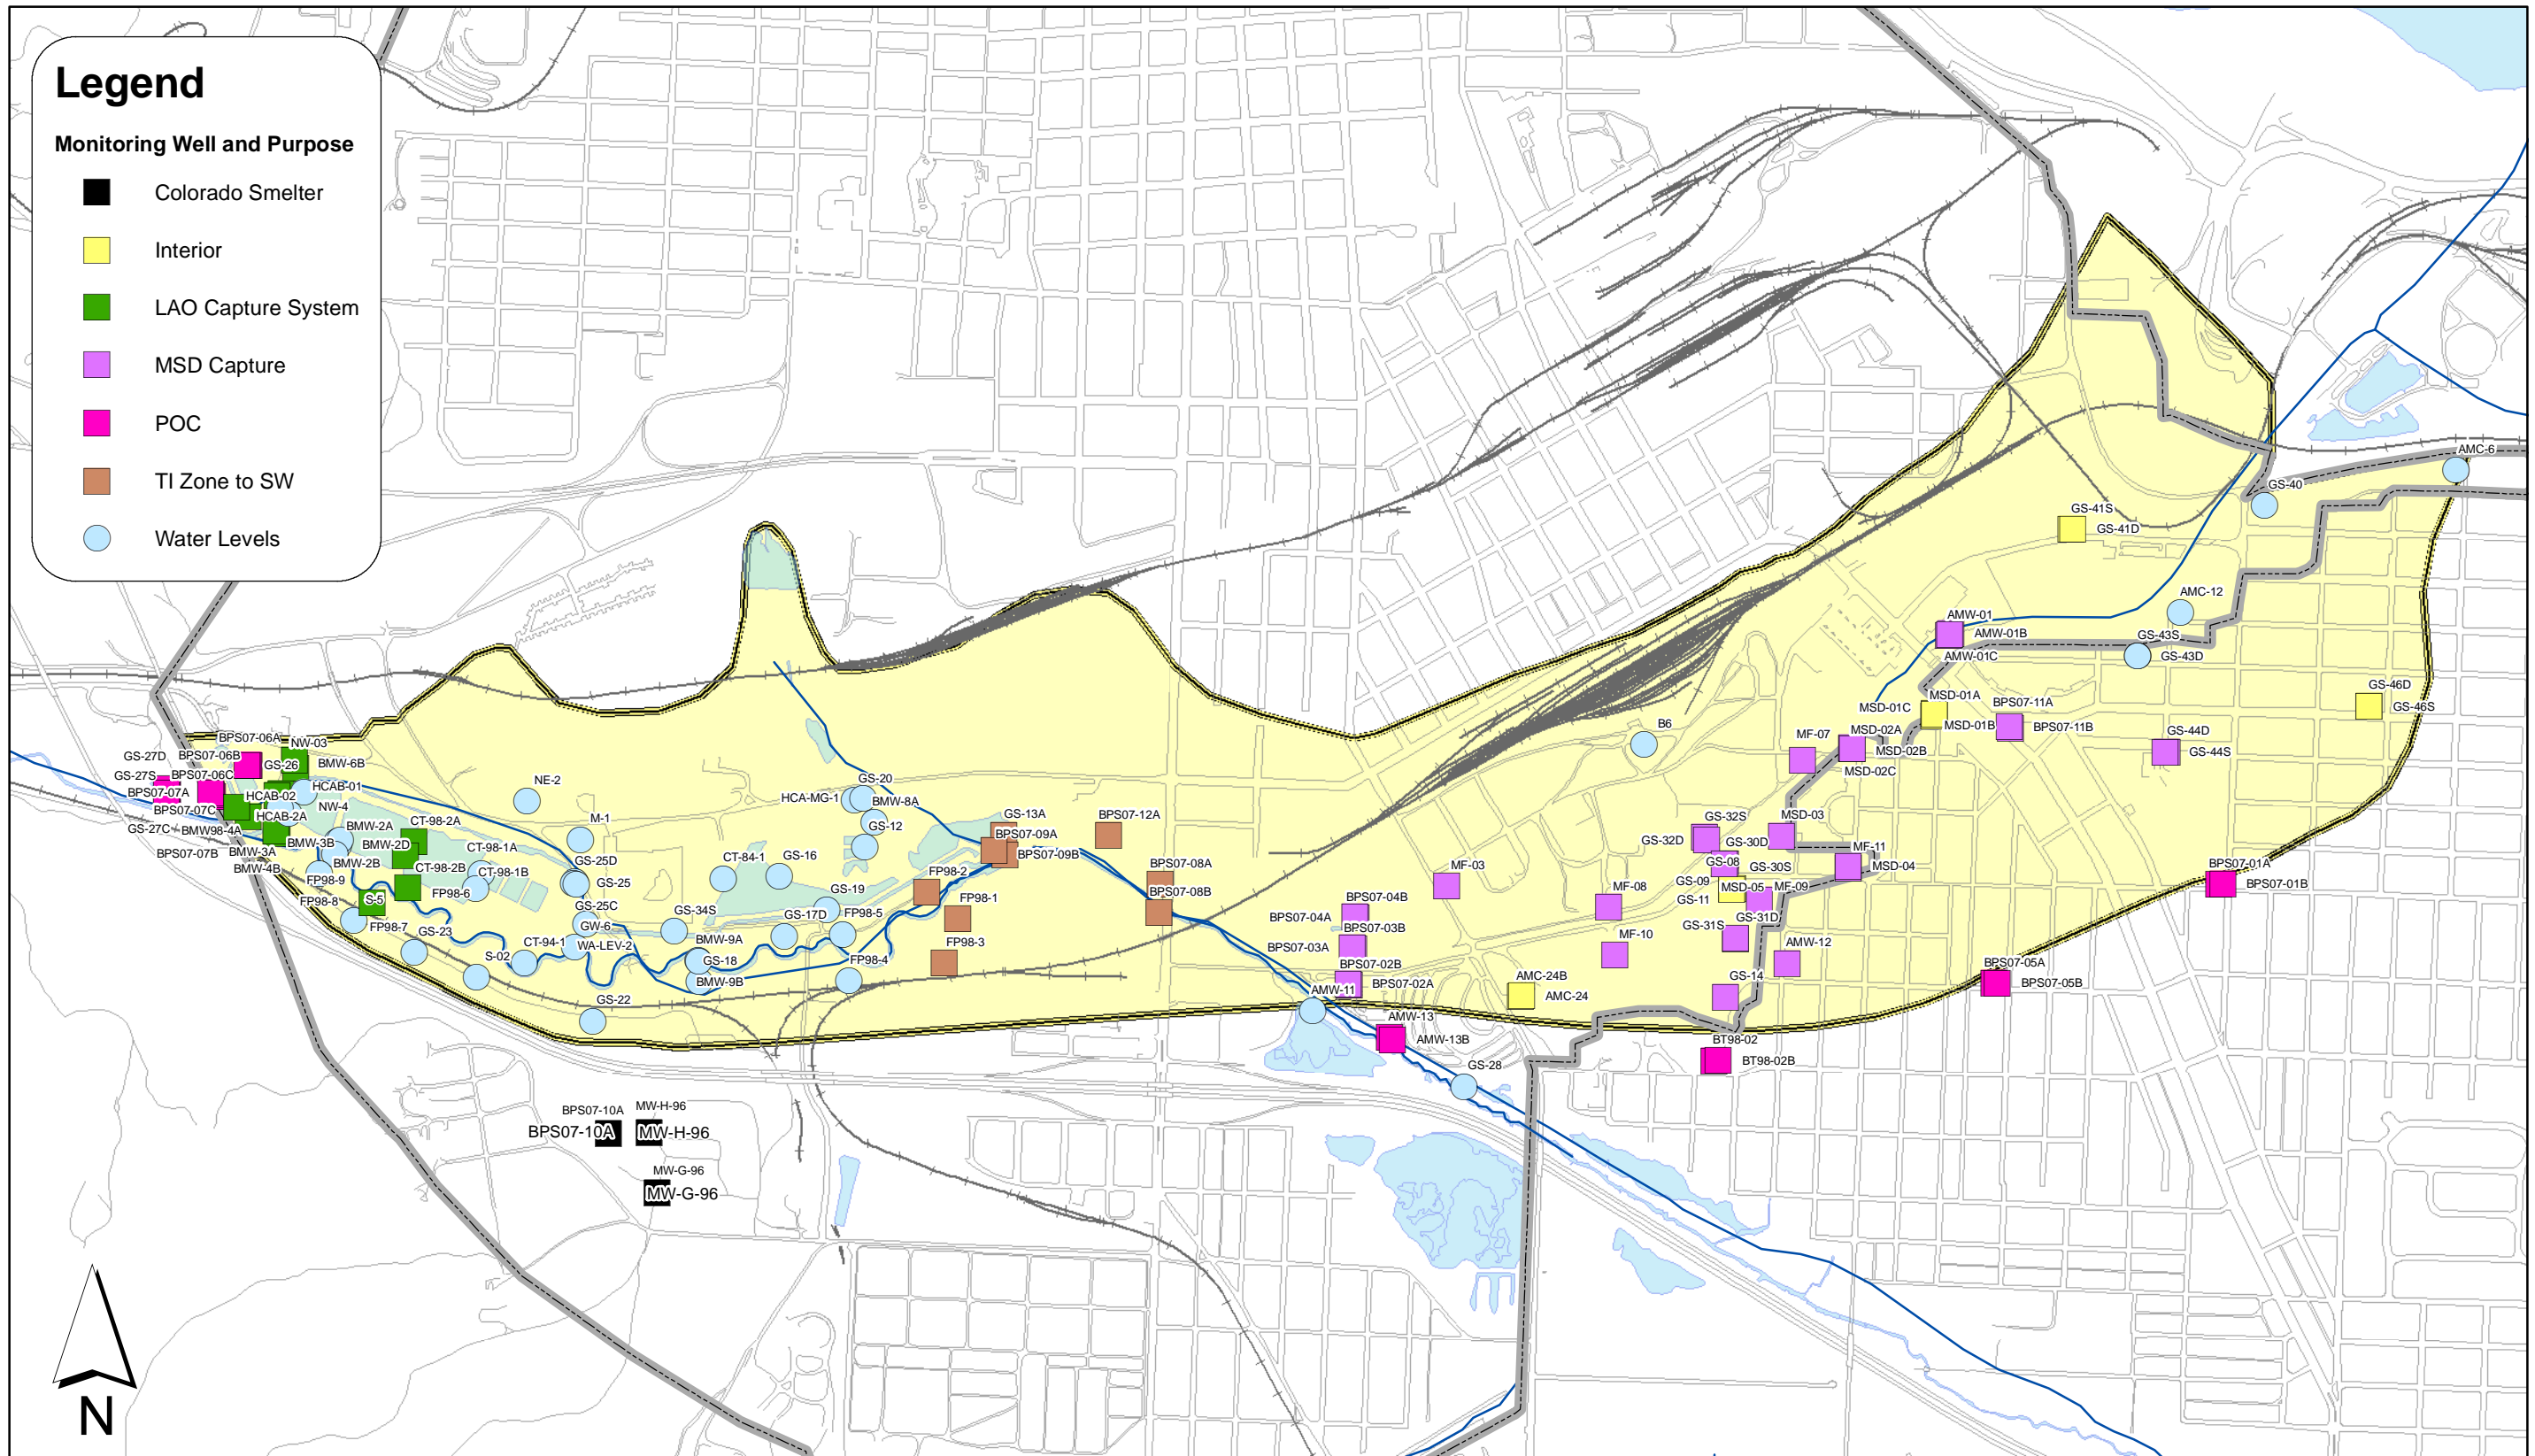 Legend
Monitoring Well and Purpose
Colorado Smelter
Interior
LAO Capture System
MSD Capture
POC
TI Zone to SW
Water Levels
AMC-6
GS-40
GS-41S
GS-41D
AMC-12
AMW-01
AMW-01B
AMW-01C
GS-43S
GS-43D
GS-46D
GS-46S
MSD-01A
MSD-01C
MSD-01B
BPS07-11A
BPS07-11B
GS-44D
GS-44S
B6
MF-07
MSD-02A
MSD-02B
MSD-02C
BPS07-06A
NW-03
GS-27D
BPS07-06B
GS-26
BMW-6B
GS-27S
BPS07-06C
HCAB-01
BPS07-07A
HCAB-02
BPS07-07C
HCAB-2A
NW-4
GS-27C
BMW98-4A
BMW-2A
CT-98-2A
BPS07-07B
BMW-3A
BMW-3B
BMW-2D
CT-98-1A
BMW-4B
BMW-2B
CT-98-2B
CT-98-1B
FP98-9
FP98-6
FP98-8
S-5
FP98-7
GS-23
S-02
NE-2
M-1
GS-25D
GS-25
GS-25C
GW-6
CT-94-1
WA-LEV-2
GS-22
GS-20
HCA-MG-1
BMW-8A
GS-12
CT-84-1
GS-16
GS-19
GS-34S
GS-17D
FP98-5
BMW-9A
GS-18
BMW-9B
FP98-4
GS-13A
BPS07-09A
BPS07-09B
BPS07-12A
FP98-2
FP98-1
FP98-3
BPS07-08A
BPS07-08B
MSD-03
GS-32S
GS-32D
GS-30D
MF-11
GS-08
GS-30S
MSD-04
GS-09
MSD-05
MF-09
GS-11
GS-31D
GS-31S
AMW-12
GS-14
MF-03
MF-08
MF-10
BPS07-04B
BPS07-04A
BPS07-03B
BPS07-03A
BPS07-02B
BPS07-02A
AMC-24B
AMC-24
BPS07-01A
BPS07-01B
BPS07-05A
BPS07-05B
AMW-11
AMW-13
AMW-13B
BT98-02
BT98-02B
GS-28
BPS07-10A
MW-H-96
BPS07-10A
MW-H-96
MW-G-96
MW-G-96
N